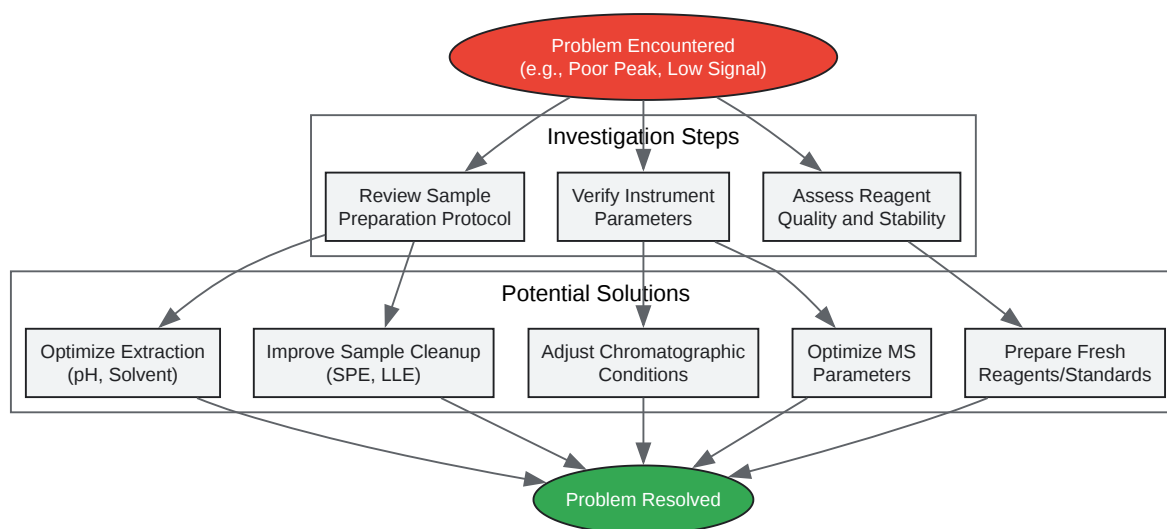 Problem Encountered
(e.g., Poor Peak, Low Signal)
Investigation Steps
Review Sample
Preparation Protocol
Verify Instrument
Parameters
Assess Reagent
Quality and Stability
Potential Solutions
Optimize Extraction
(pH, Solvent)
Improve Sample Cleanup
(SPE, LLE)
Adjust Chromatographic
Conditions
Optimize MS
Parameters
Prepare Fresh
Reagents/Standards
Problem Resolved